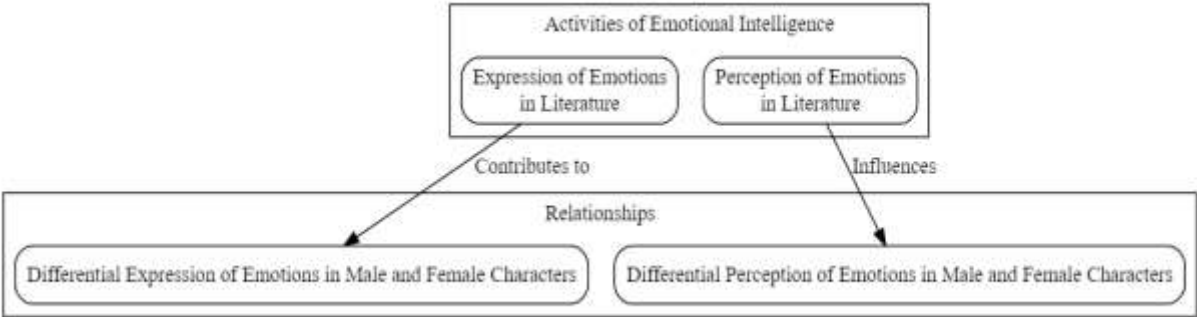 Activities of Emotional Intelligence
Expression of Emotions
in Literature
Perception of Emotions
in Literature
Contributes to
Influences
Relationships
Differential Expression of Emotions in Male and Female Characters
Differential Perception of Emotions in Male and Female Characters